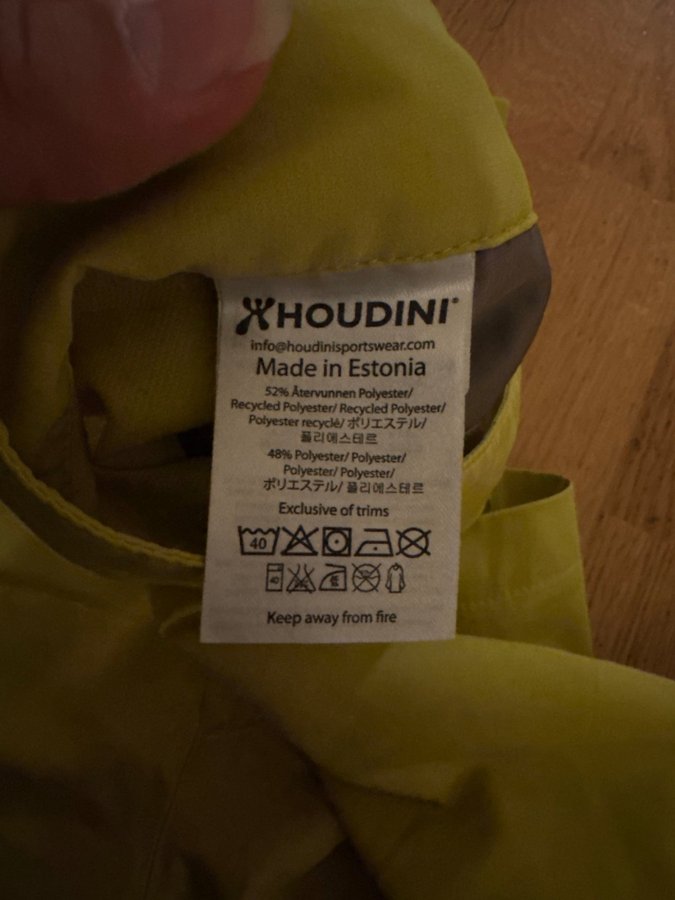 HOUDINI®
info@houdinisportswear.com
Made in Estonia
52% Återvunnen Polyester/
Recycled Polyester/ Recycled Polyester/
Polyester recyclé/ ポリエステル/
폴리에스테르
48% Polyester/ Polyester/
Polyester/ Polyester/
ポリエステル/ 폴리에스테르
Exclusive of trims
40
40
Keep away from fire